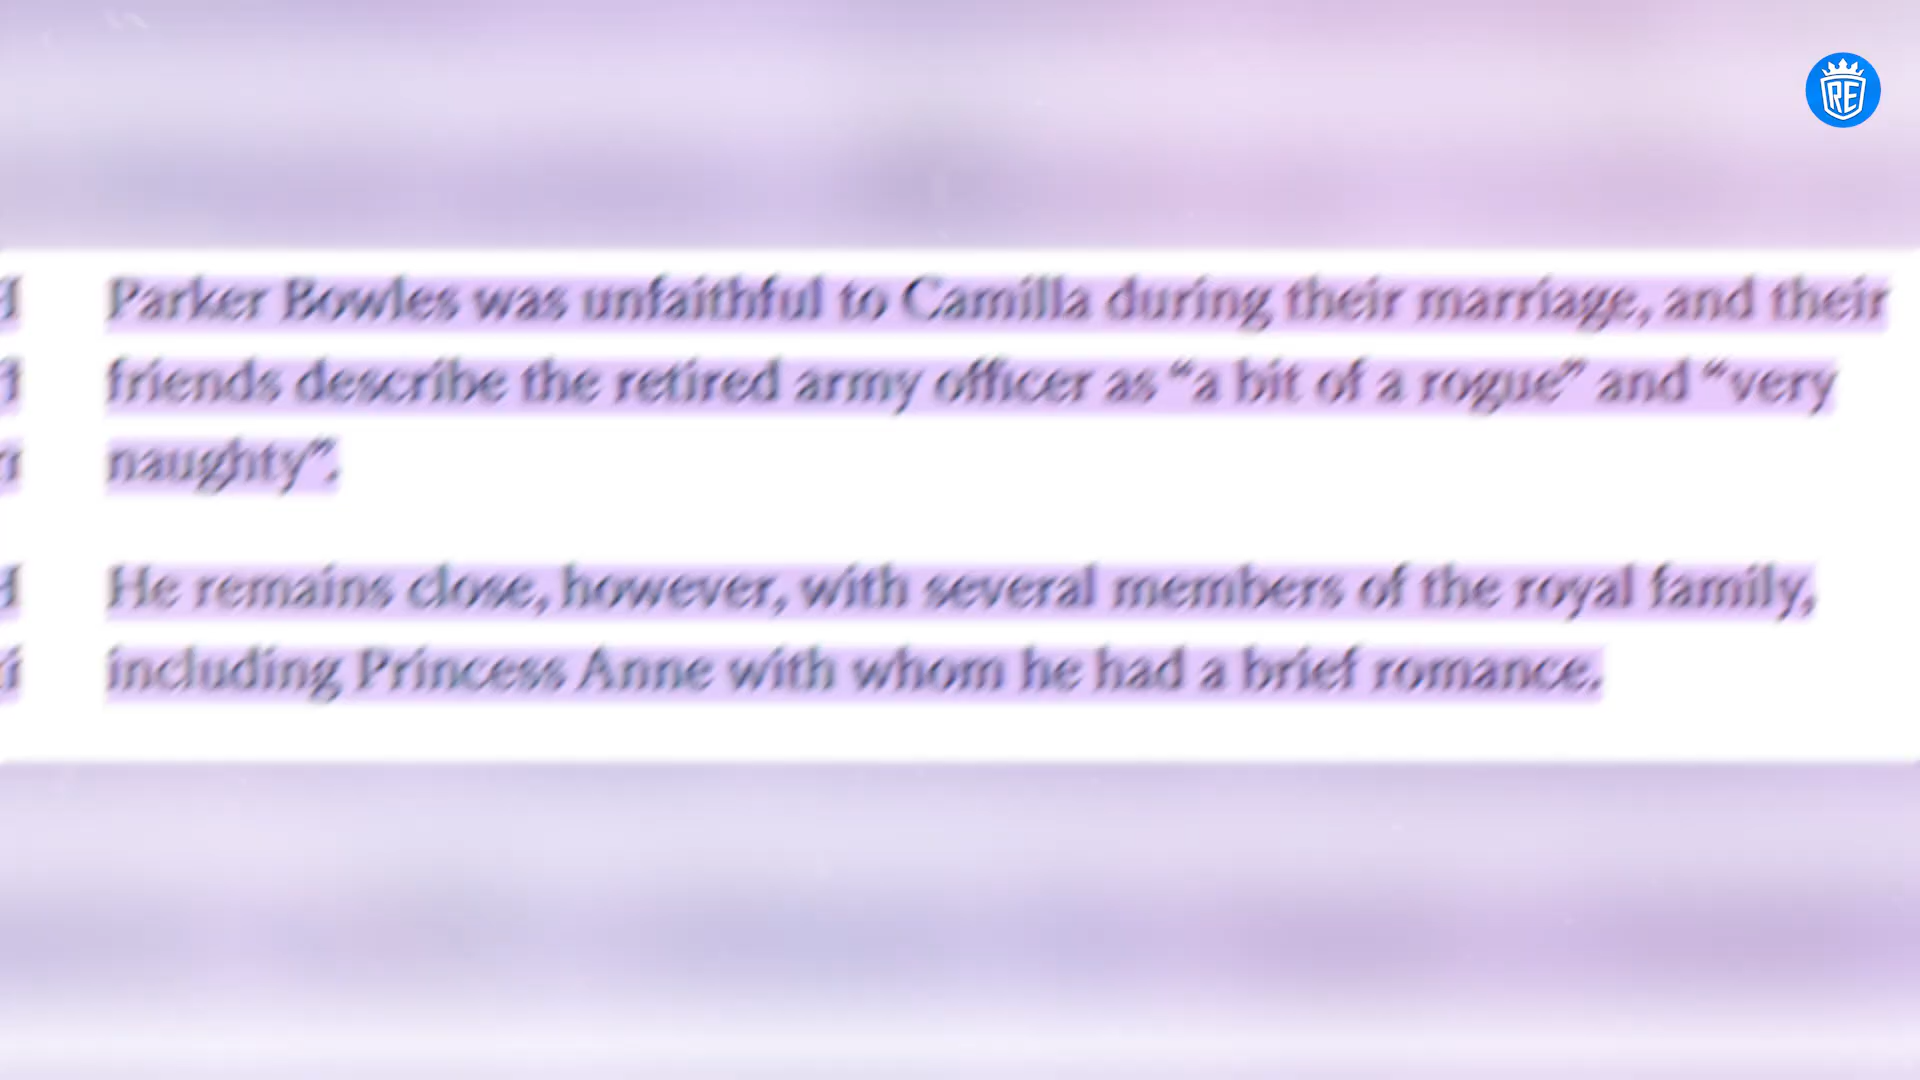 RE
Parker Bowles was unfaithful to Camilla during their marriage, and their
friends describe the retired army officer as “a bit of a rogue” and “very
naughty”.
He remains close, however, with several members of the royal family,
including Princess Anne with whom he had a brief romance.